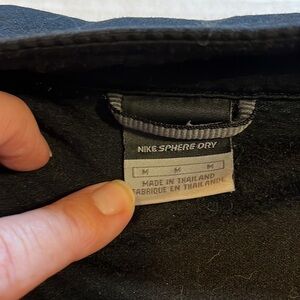 NIKE SPHERE DRY
M M M
MADE IN THAILAND
FABRIQUE EN THAILANDE